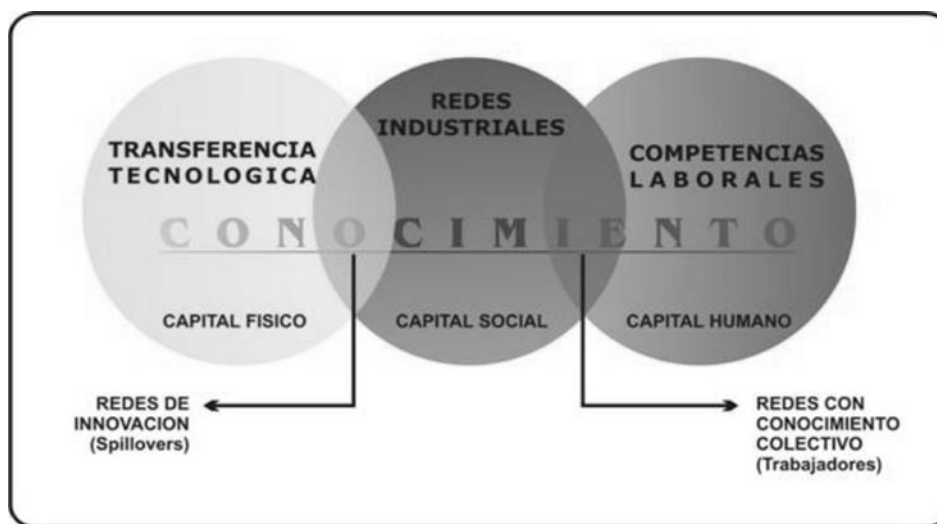 TRANSFERENCIA
TECNOLOGICA
REDES
INDUSTRIALES
COMPETENCIAS
LABORALES
CONOCIMIENTO
CAPITAL FISICO
CAPITAL SOCIAL
CAPITAL HUMANO
REDES DE
INNOVACION
(Spillovers)
REDES CON
CONOCIMIENTO
COLECTIVO
(Trabajadores)